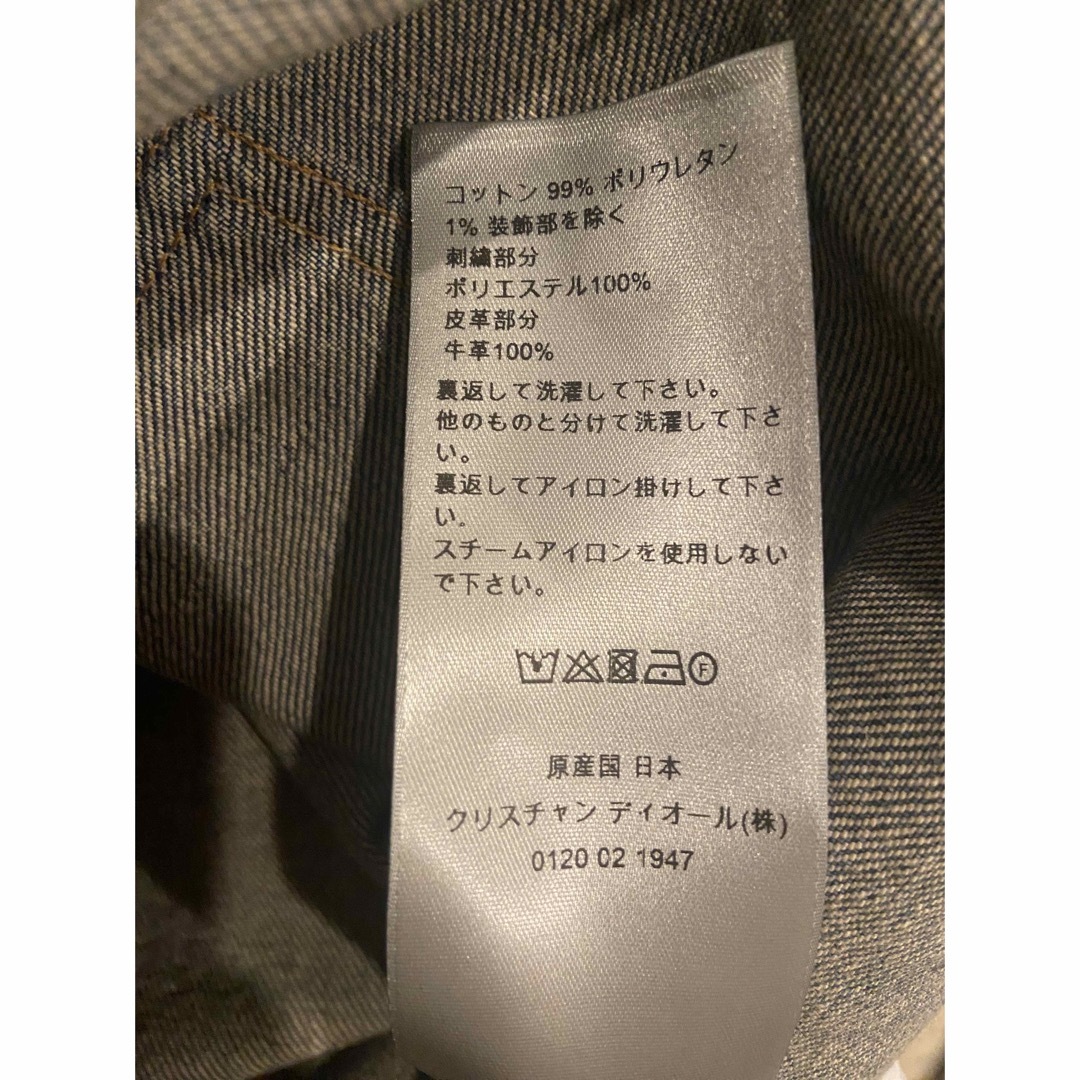 コットン 99% ポリウレタン
1% 装飾部を除く
刺繍部分
ポリエステル100%
皮革部分
牛革100%
裏返して洗濯して下さい。
他のものと分けて洗濯して下さ
い。
裏返してアイロン掛けして下さ
い。
スチームアイロンを使用しない
で下さい。
F
原産国 日本
クリスチャン ディオール(株)
0120 02 1947